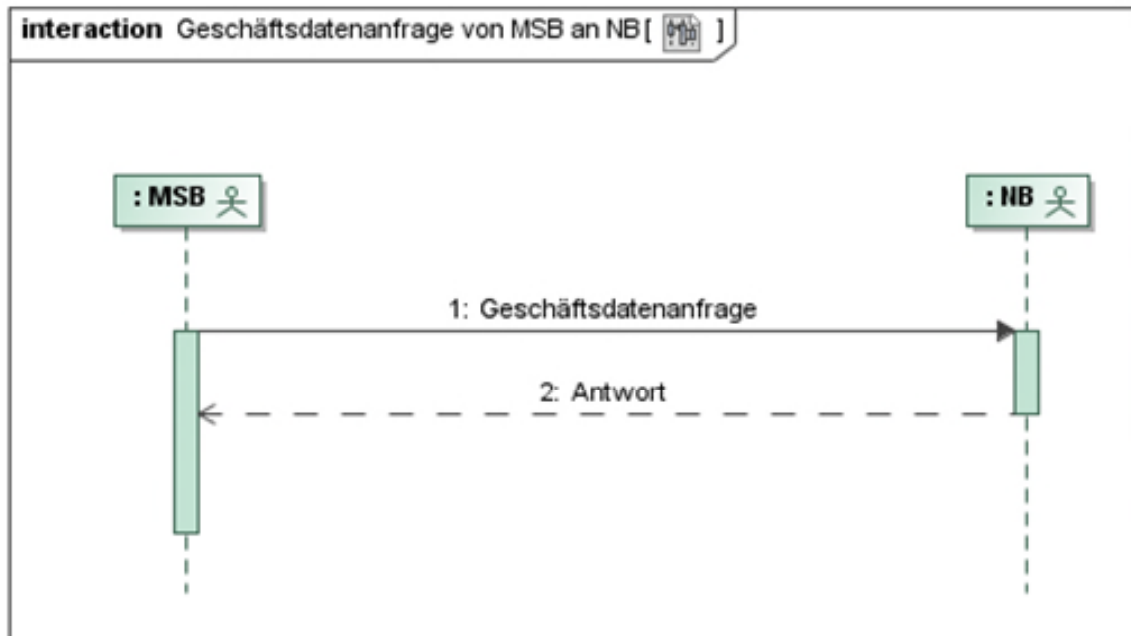 interaction Geschäftsdatenanfrage von MSB an NB [ ]
: MSB
: NB
1: Geschäftsdatenanfrage
2: Antwort